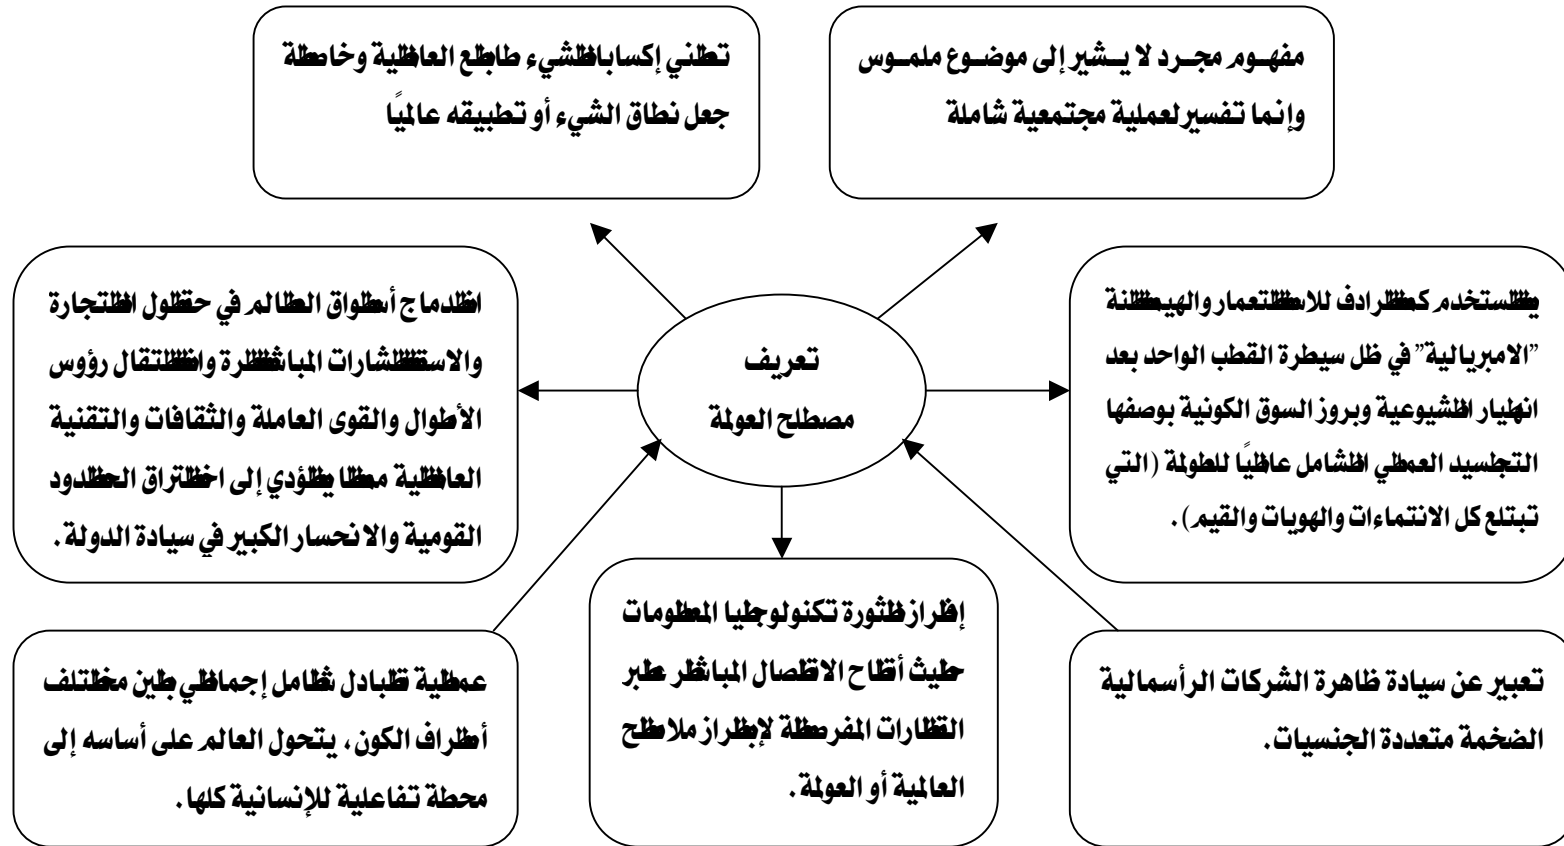 مفهوم مجرد لا يشير إلى موضوع ملموس
وإنما تفسير لعملية مجتمعية شاملة
تعني إكساب الشيء طابع العالمية وخاصة
جعل نطاق الشيء أو تطبيقه عالميًا
يستخدم كمرادف للاستعمار والهيمنة
"الامبريالية" في ظل سيطرة القطب الواحد بعد
انهيار الشيوعية وبروز السوق الكونية بوصفها
التجسيد العملي الشامل عالميًا للعولمة (التي
تبتلع كل الانتماءات والهويات والقيم).
تعريف
مصطلح العولمة
اندماج أسواق العالم في حقول التجارة
والاستثمارات المباشرة وانتقال رؤوس
الأموال والقوى العاملة والثقافات والتقنية
العالمية مما يؤدي إلى اختراق الحدود
القومية والانحسار الكبير في سيادة الدولة.
تعبير عن سيادة ظاهرة الشركات الرأسمالية
الضخمة متعددة الجنسيات.
إفراز لثورة تكنولوجيا المعلومات
حيث أتاح الاتصال المباشر عبر
القارات الفرصة لإبراز ملامح
العالمية أو العولمة.
عملية تبادل شامل إجمالي بين مختلف
أطراف الكون، يتحول العالم على أساسه إلى
محطة تفاعلية للإنسانية كلها.